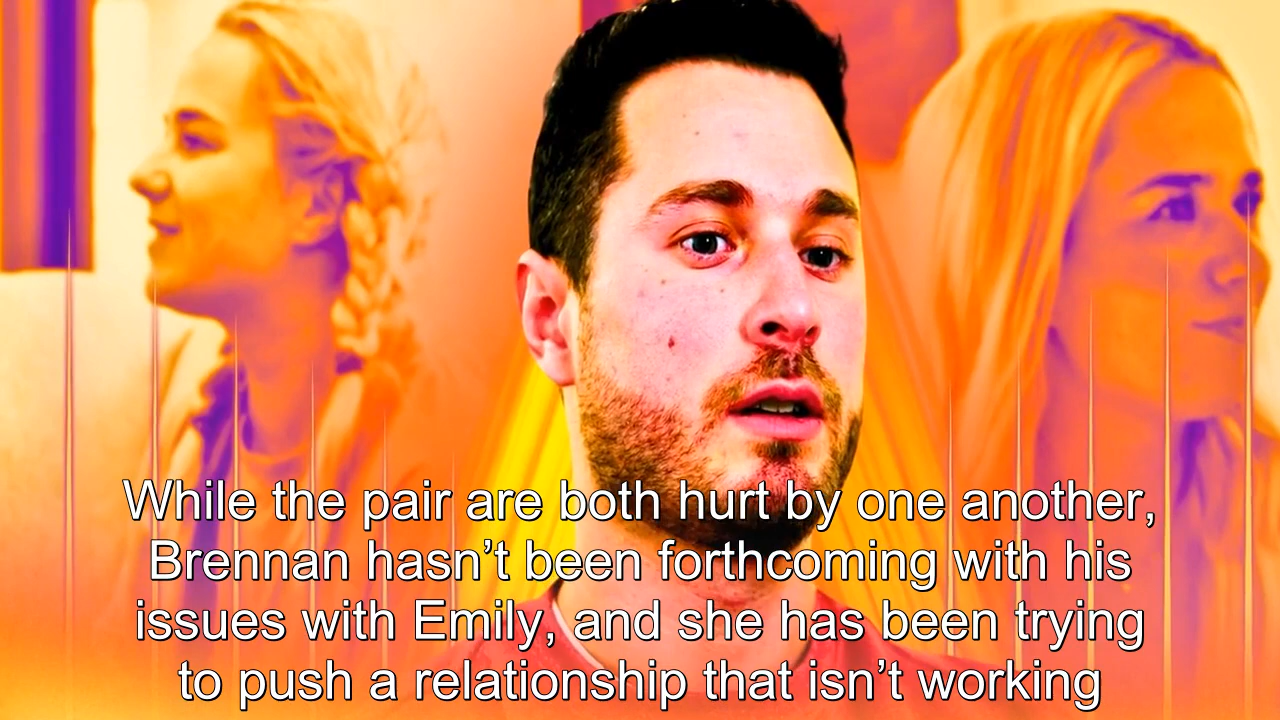 While the pair are both hurt by one another,
Brennan hasn’t been forthcoming with his
issues with Emily, and she has been trying
to push a relationship that isn’t working